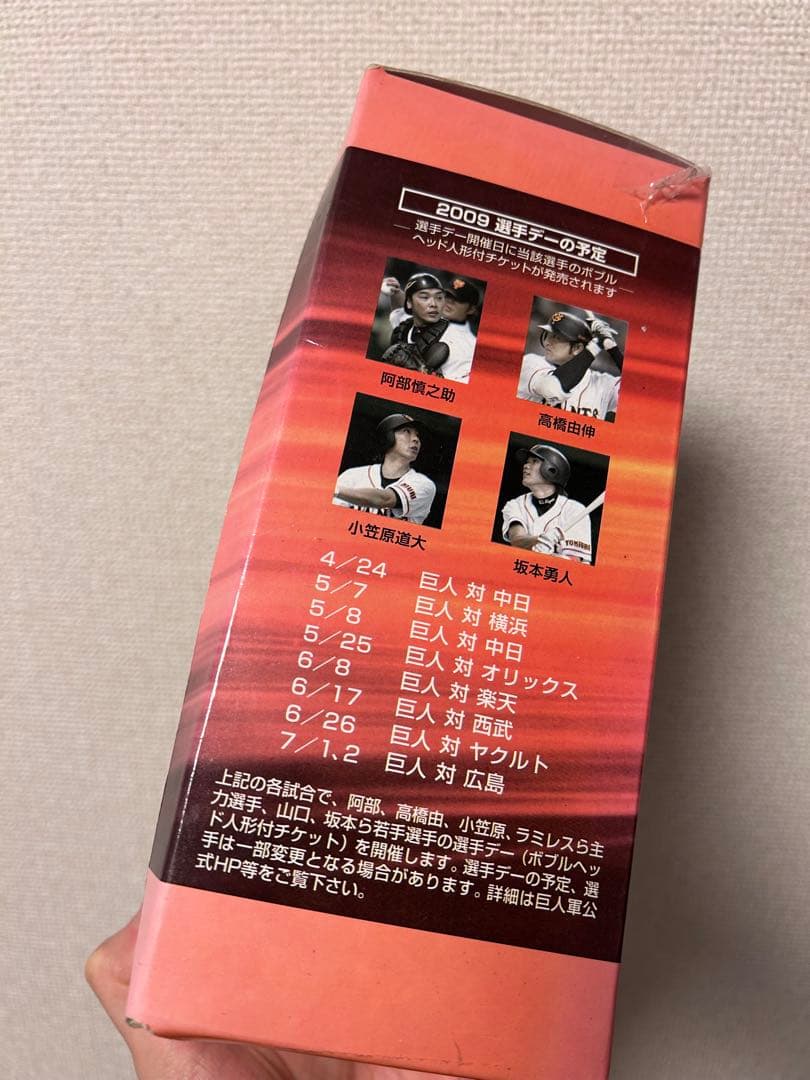 2009 選手デーの予定
選手デー開催日に当該選手のボブル
ヘッド人形付チケットが発売されます
阿部慎之助
高橋由伸
小笠原道大
坂本勇人
4/24 巨人 対 中日
5/7 巨人 対 横浜
5/8 巨人 対 中日
5/25 巨人 対 オリックス
6/8 巨人 対 楽天
6/17 巨人 対 西武
6/26 巨人 対 ヤクルト
7/1、2 巨人 対 広島
上記の各試合で、阿部、高橋由、小笠原、ラミレスら主
力選手、山口、坂本ら若手選手の選手デー（ボブルヘッ
ド人形付チケット）を開催します。選手デーの予定、選
手は一部変更となる場合があります。詳細は巨人軍公
式HP等をご覧下さい。